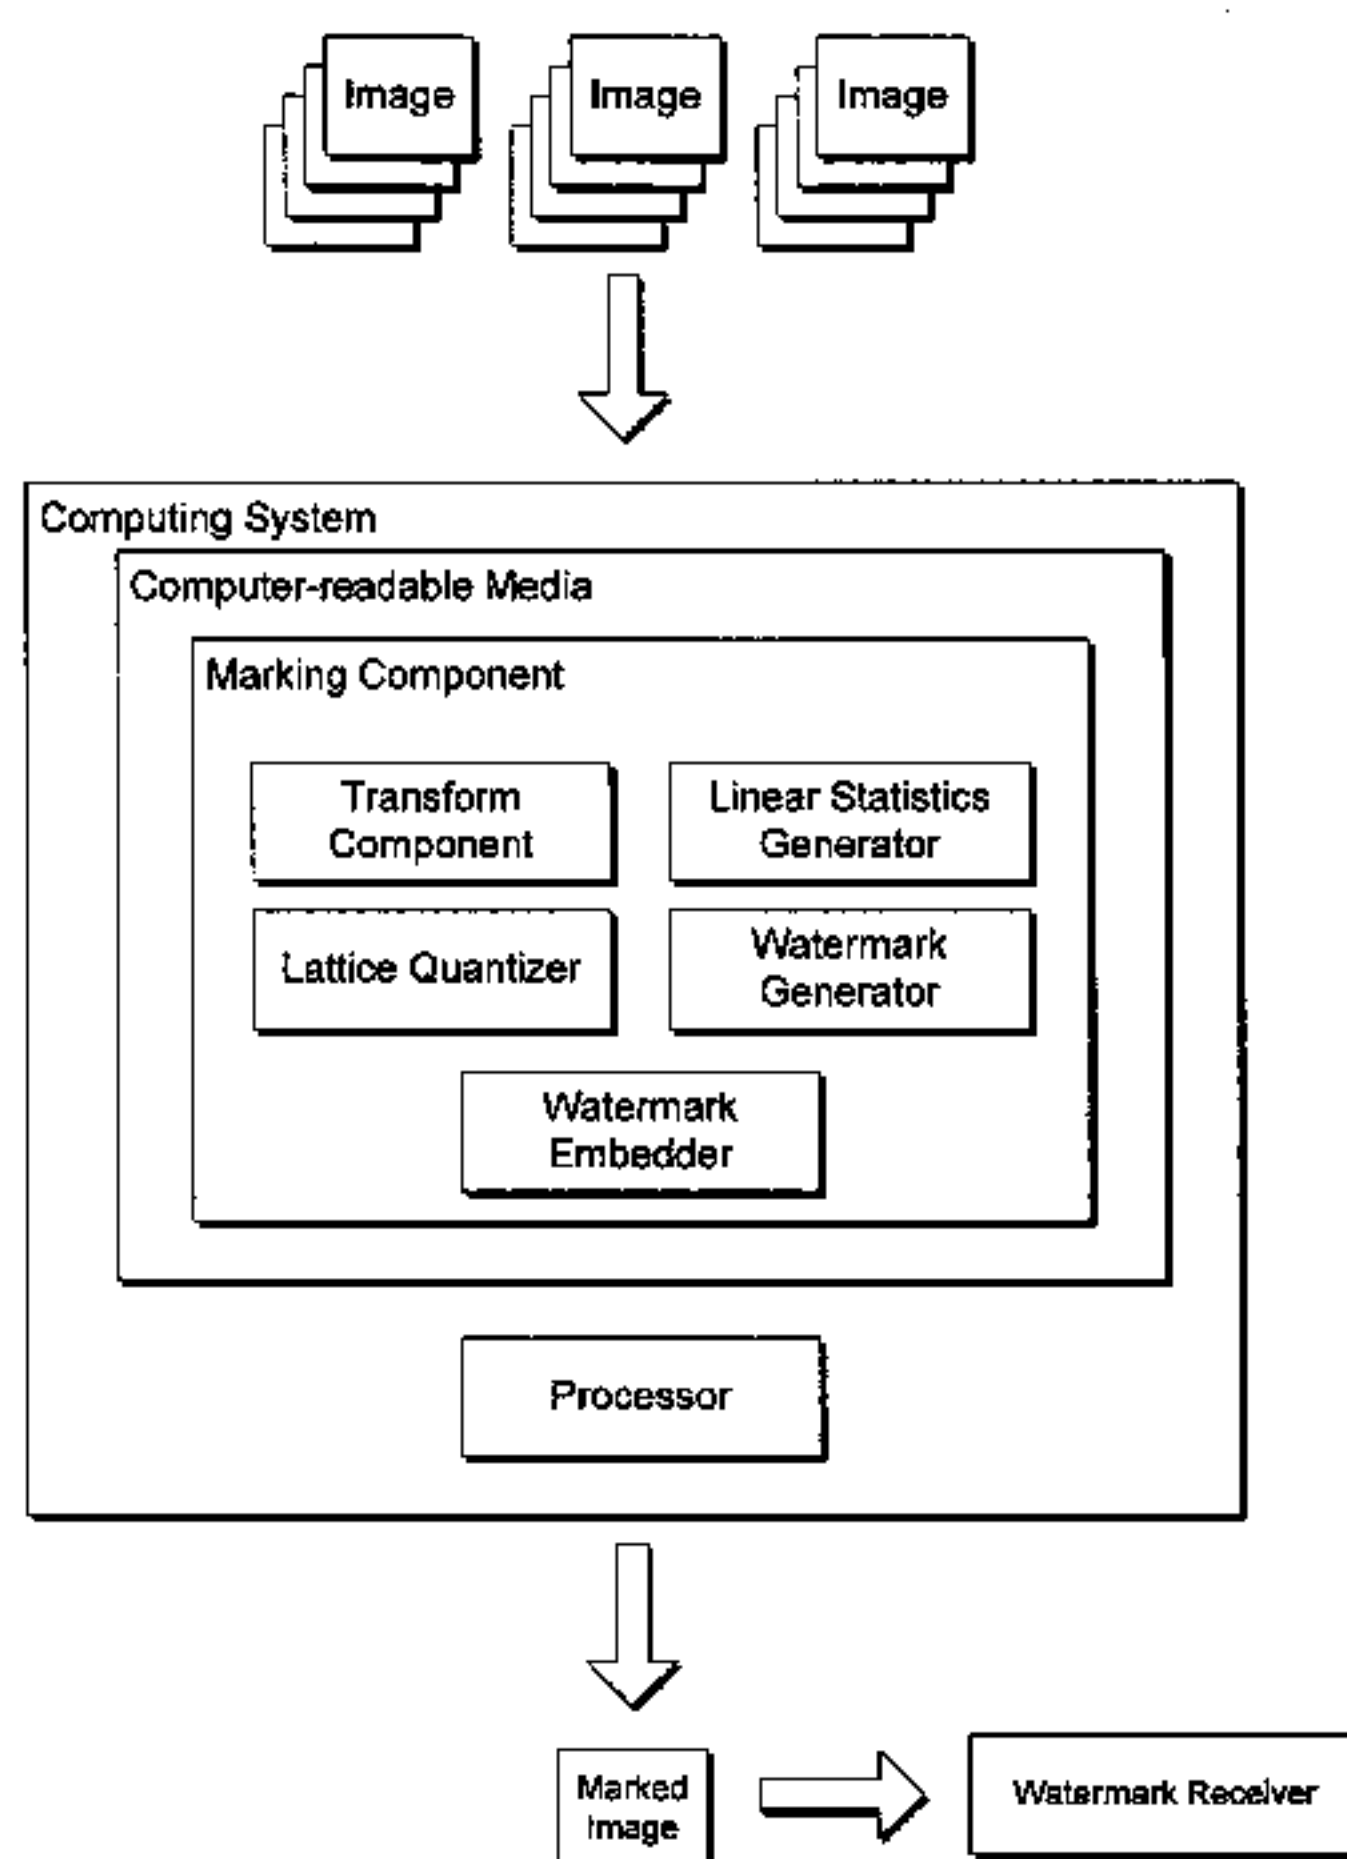 Image
Image
Image
Computing System
Computer-readable Media
Marking Component
Transform
Component
Linear Statistics
Generator
Lattice Quantizer
Watermark
Generator
Watermark
Embedder
Processor
Marked
Image
Watermark Receiver